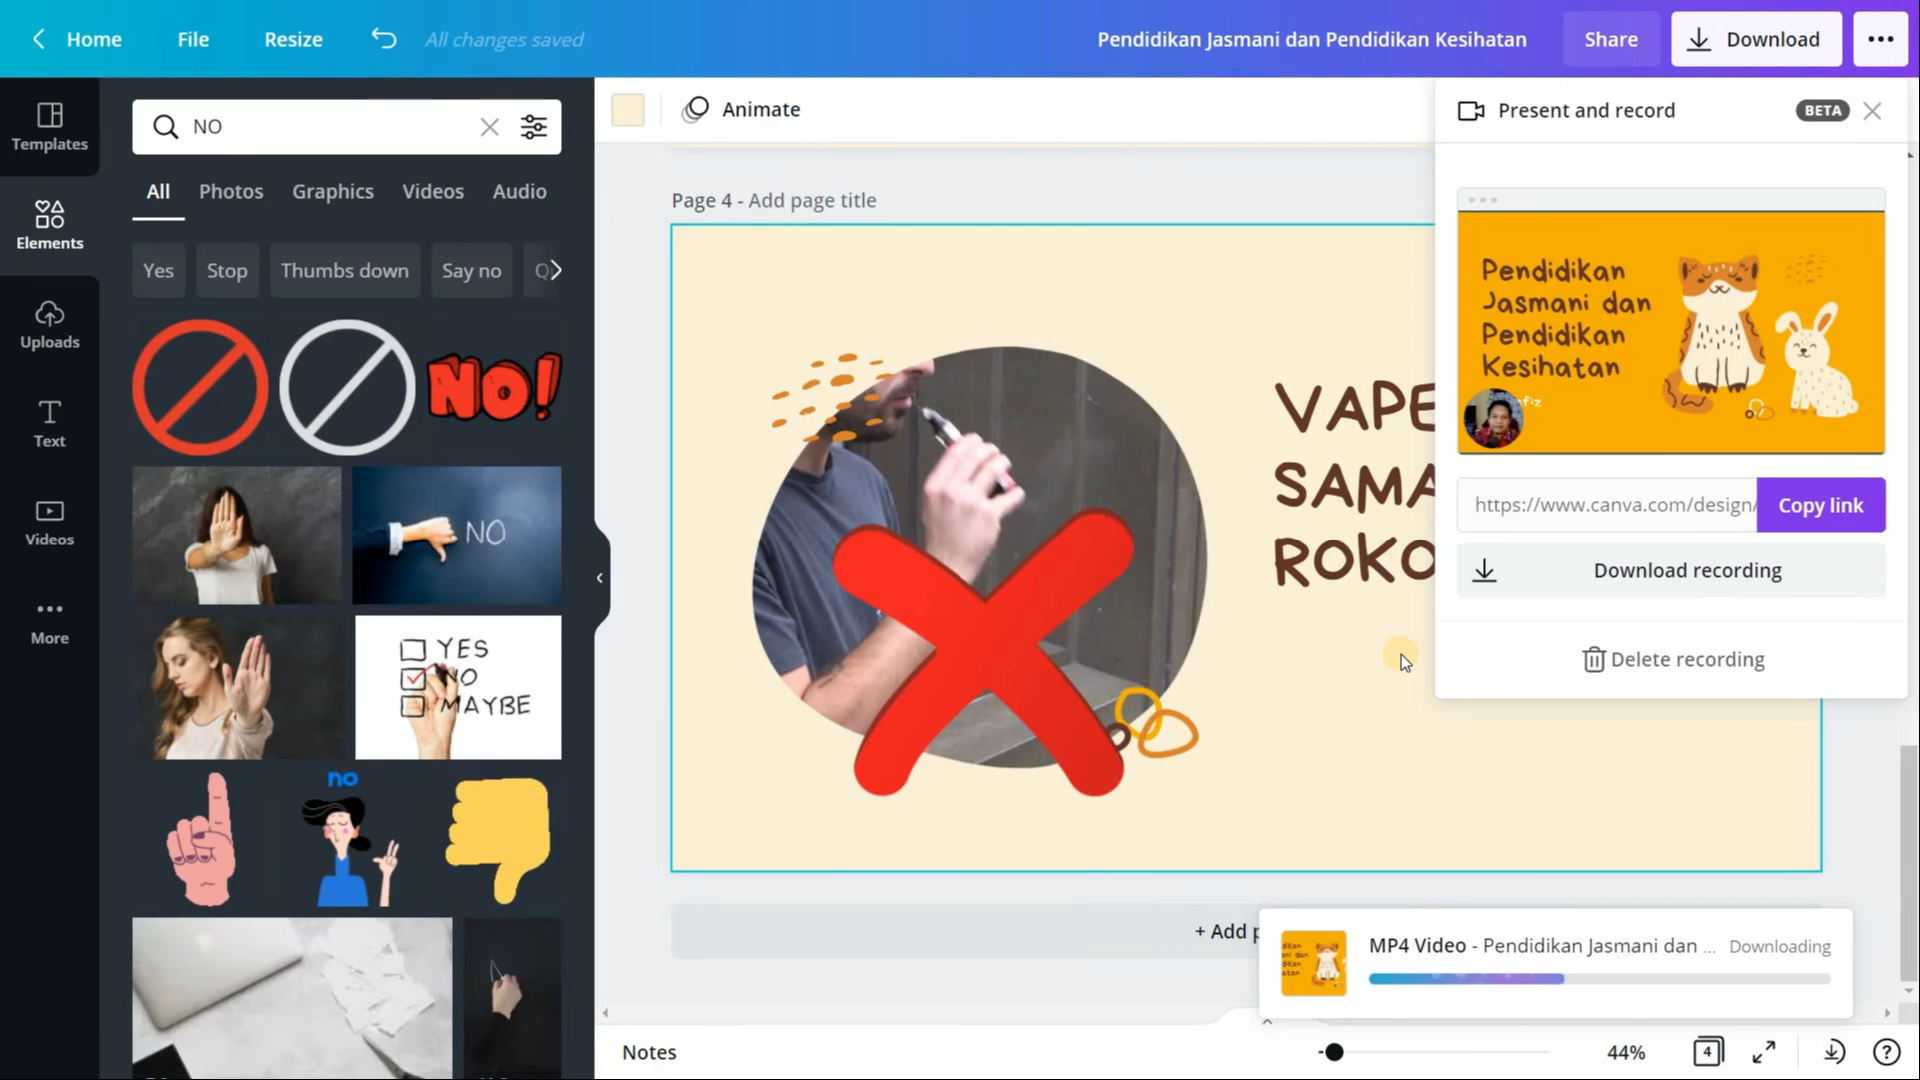 Home
File
Resize
All changes saved
Pendidikan Jasmani dan Pendidikan Kesihatan
Share
Download
Templates
Elements
Uploads
Text
Videos
More
NO
All
Photos
Graphics
Videos
Audio
Yes
Stop
Thumbs down
Say no
NO!
NO
YES
NO
MAYBE
no
Animate
Page 4 - Add page title
VAPE
SAMA
ROKO
Present and record
BETA
Pendidikan
Jasmani dan
Pendidikan
Kesihatan
https://www.canva.com/design/
Copy link
Download recording
Delete recording
+ Add
MP4 Video - Pendidikan Jasmani dan ...
Downloading
Notes
44%
4
?